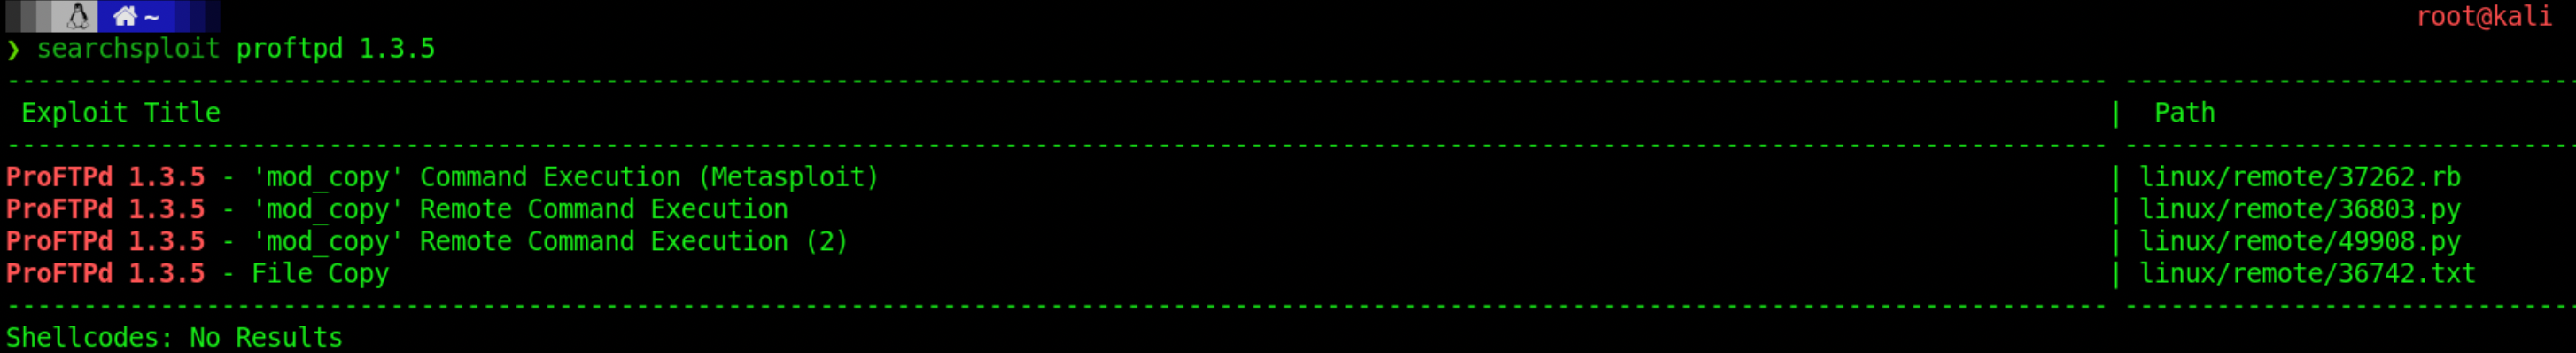 ~ root@kali
❯ searchsploit proftpd 1.3.5
---------------------------------------------------------------------------------------------------------------------------------------- ------------------------------
Exploit Title | Path
---------------------------------------------------------------------------------------------------------------------------------------- ------------------------------
ProFTPd 1.3.5 - 'mod_copy' Command Execution (Metasploit) | linux/remote/37262.rb
ProFTPd 1.3.5 - 'mod_copy' Remote Command Execution | linux/remote/36803.py
ProFTPd 1.3.5 - 'mod_copy' Remote Command Execution (2) | linux/remote/49908.py
ProFTPd 1.3.5 - File Copy | linux/remote/36742.txt
---------------------------------------------------------------------------------------------------------------------------------------- ------------------------------
Shellcodes: No Results